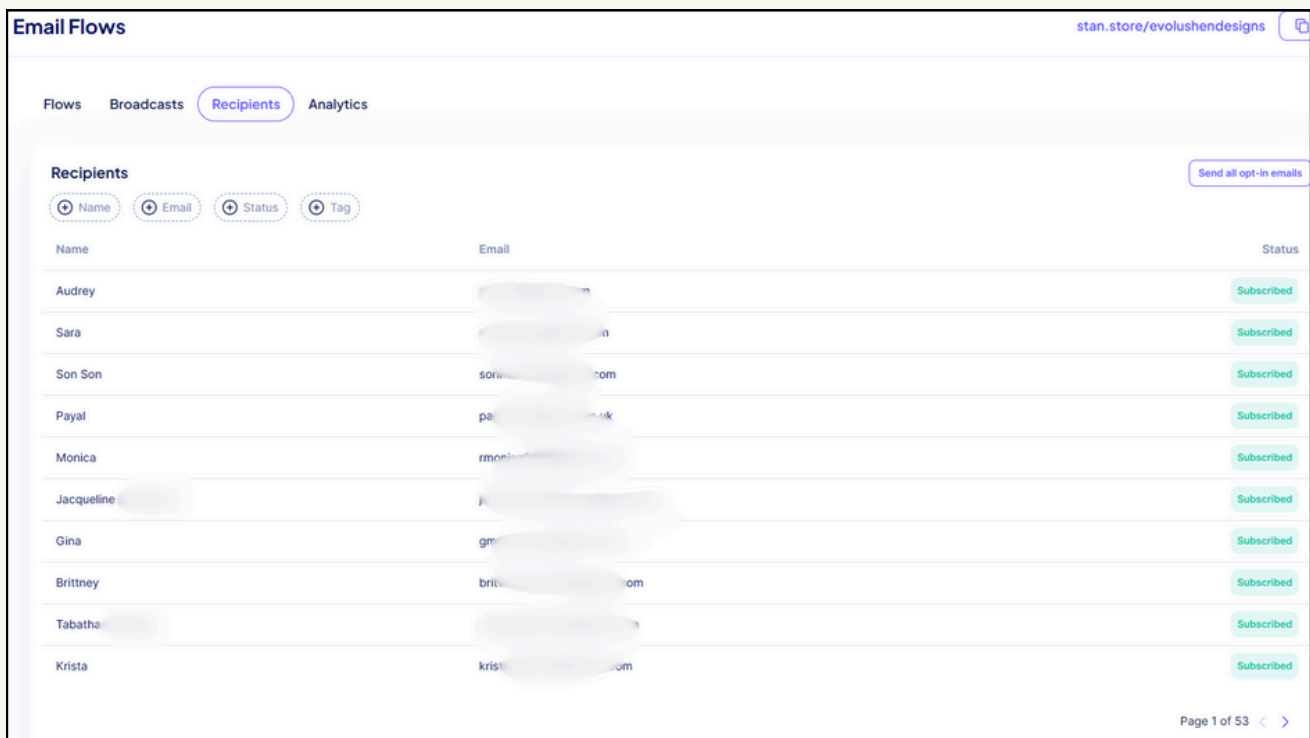 Email Flows
stan.store/evolushendesigns
Flows Broadcasts Recipients Analytics
Recipients
Send all opt-in emails
Name Email Status Tag
Name Email Status
Audrey Subscribed
Sara Subscribed
Son Son Subscribed
Payal Subscribed
Monica Subscribed
Jacqueline Subscribed
Gina Subscribed
Brittney Subscribed
Tabatha Subscribed
Krista Subscribed
Page 1 of 53